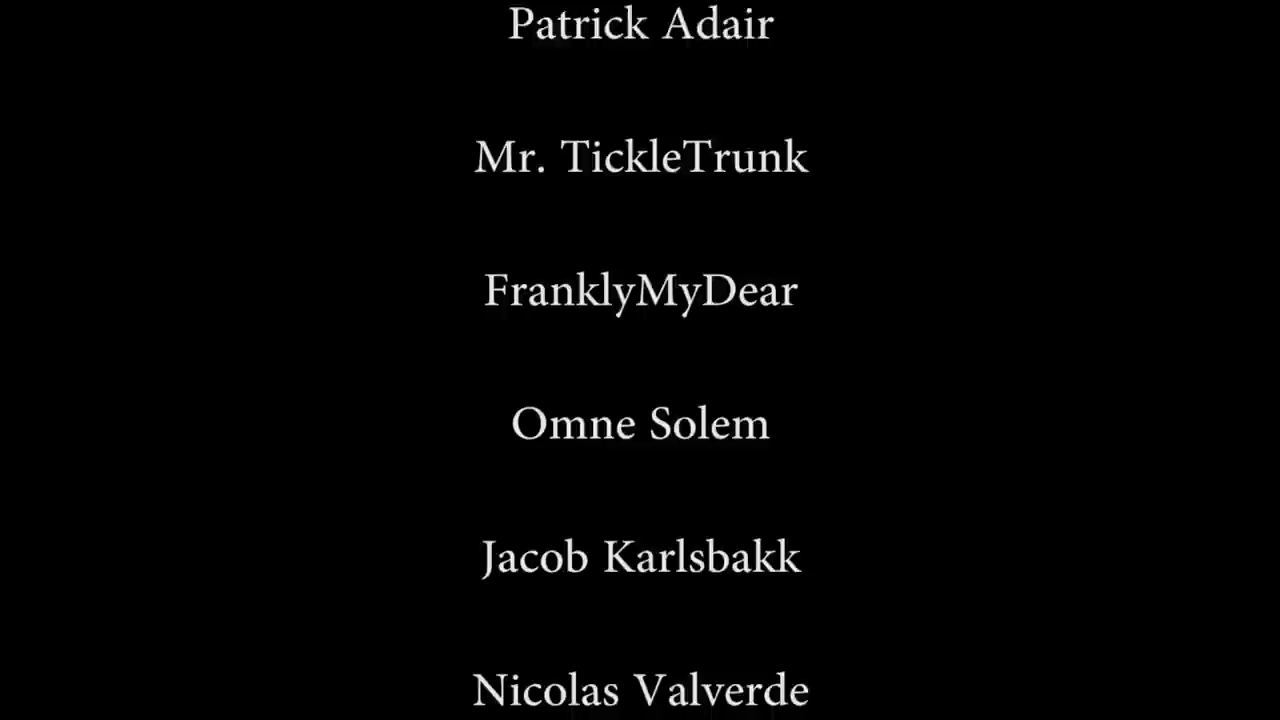 Patrick Adair
Mr. TickleTrunk
FranklyMyDear
Omne Solem
Jacob Karlsbakk
Nicolas Valverde